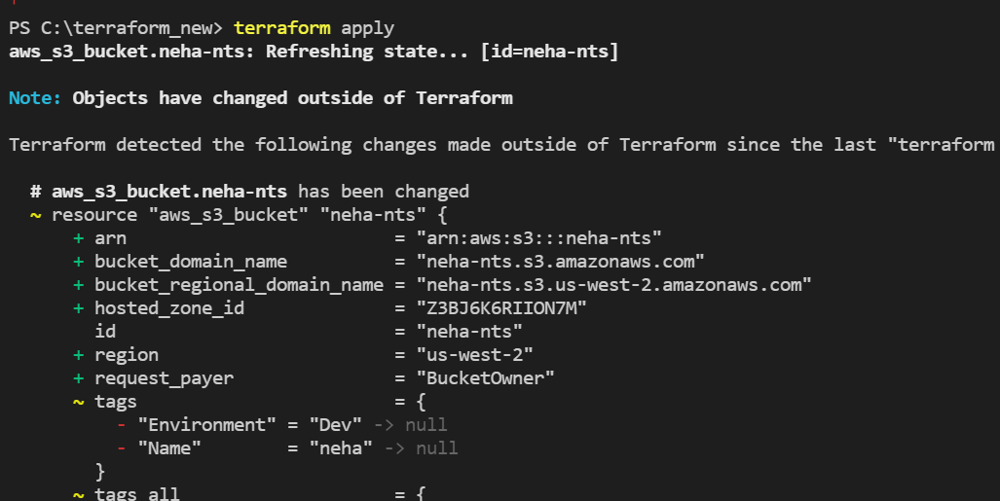 PS C:\terraform_new> terraform apply
aws_s3_bucket.neha-nts: Refreshing state... [id=neha-nts]
Note: Objects have changed outside of Terraform
Terraform detected the following changes made outside of Terraform since the last "terraform
# aws_s3_bucket.neha-nts has been changed
~ resource "aws_s3_bucket" "neha-nts" {
+ arn = "arn:aws:s3:::neha-nts"
+ bucket_domain_name = "neha-nts.s3.amazonaws.com"
+ bucket_regional_domain_name = "neha-nts.s3.us-west-2.amazonaws.com"
+ hosted_zone_id = "Z3BJ6K6RIION7M"
id = "neha-nts"
+ region = "us-west-2"
+ request_payer = "BucketOwner"
~ tags = {
- "Environment" = "Dev" -> null
- "Name" = "neha" -> null
}
~ tags_all = {